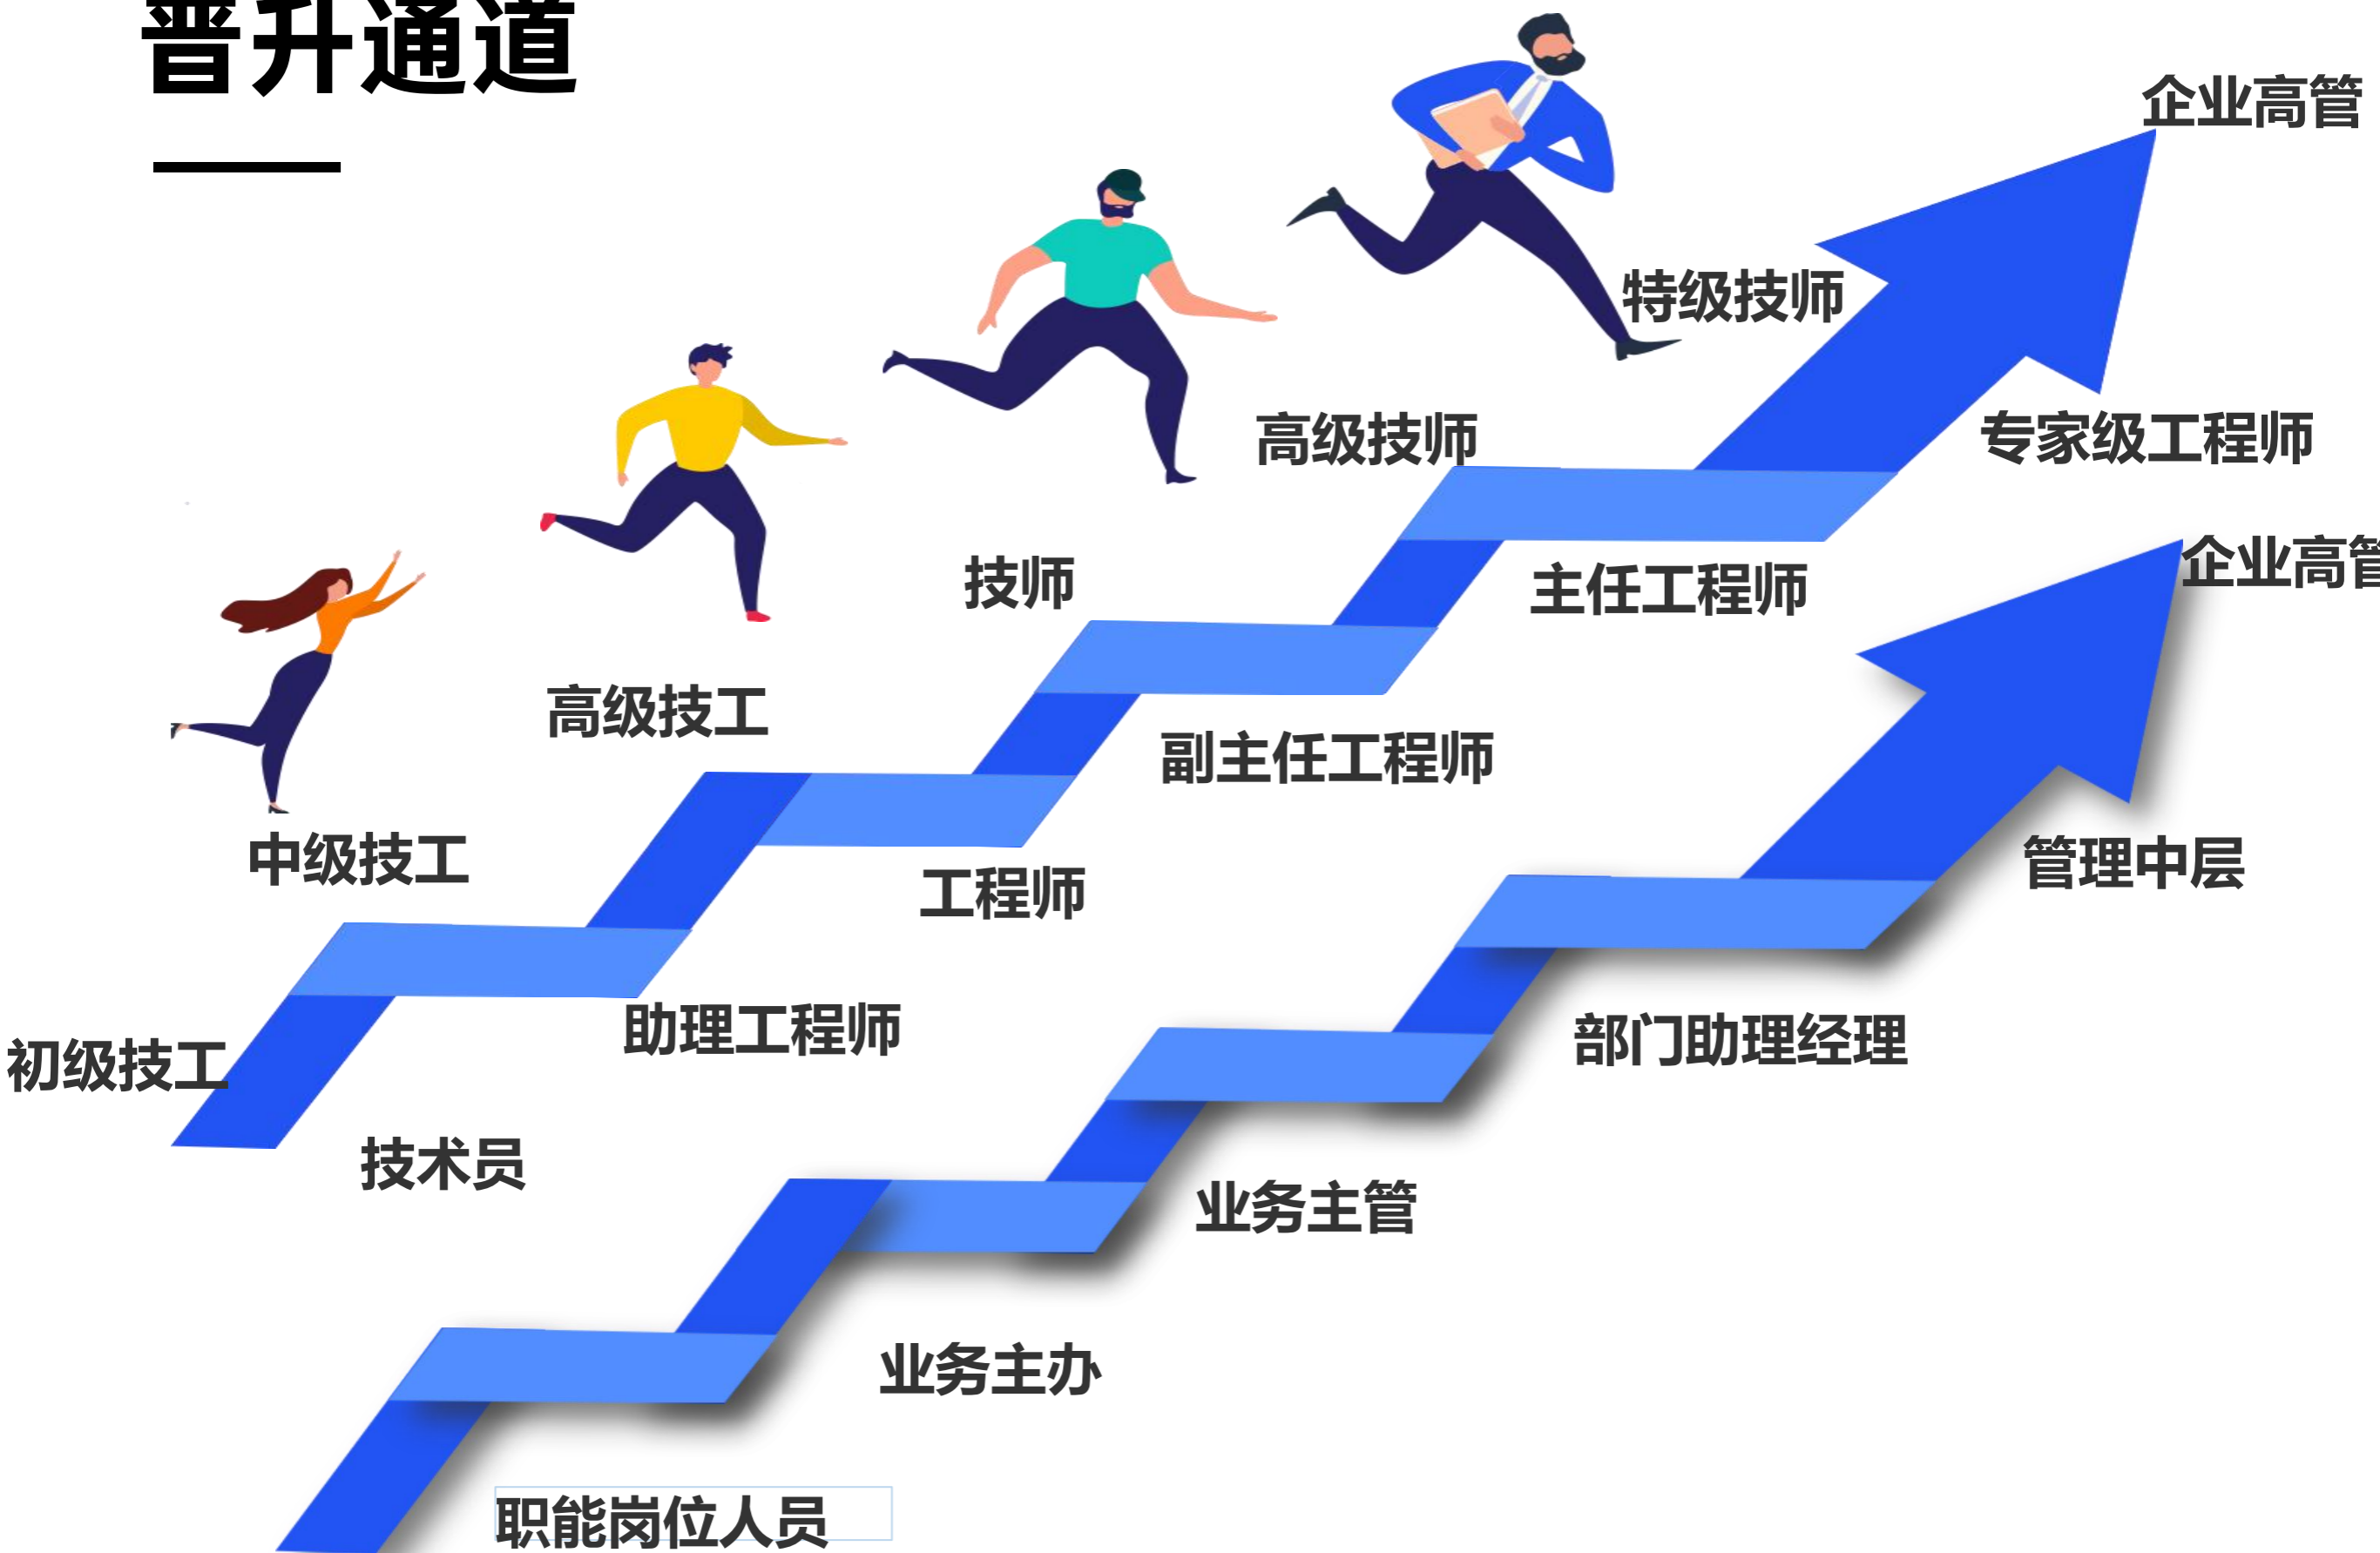 晋升通道
企业高管
特级技师
高级技师
专家级工程师
技师
主任工程师
企业高管
高级技工
副主任工程师
中级技工
管理中层
工程师
助理工程师
部门助理经理
初级技工
技术员
业务主管
业务主办
职能岗位人员